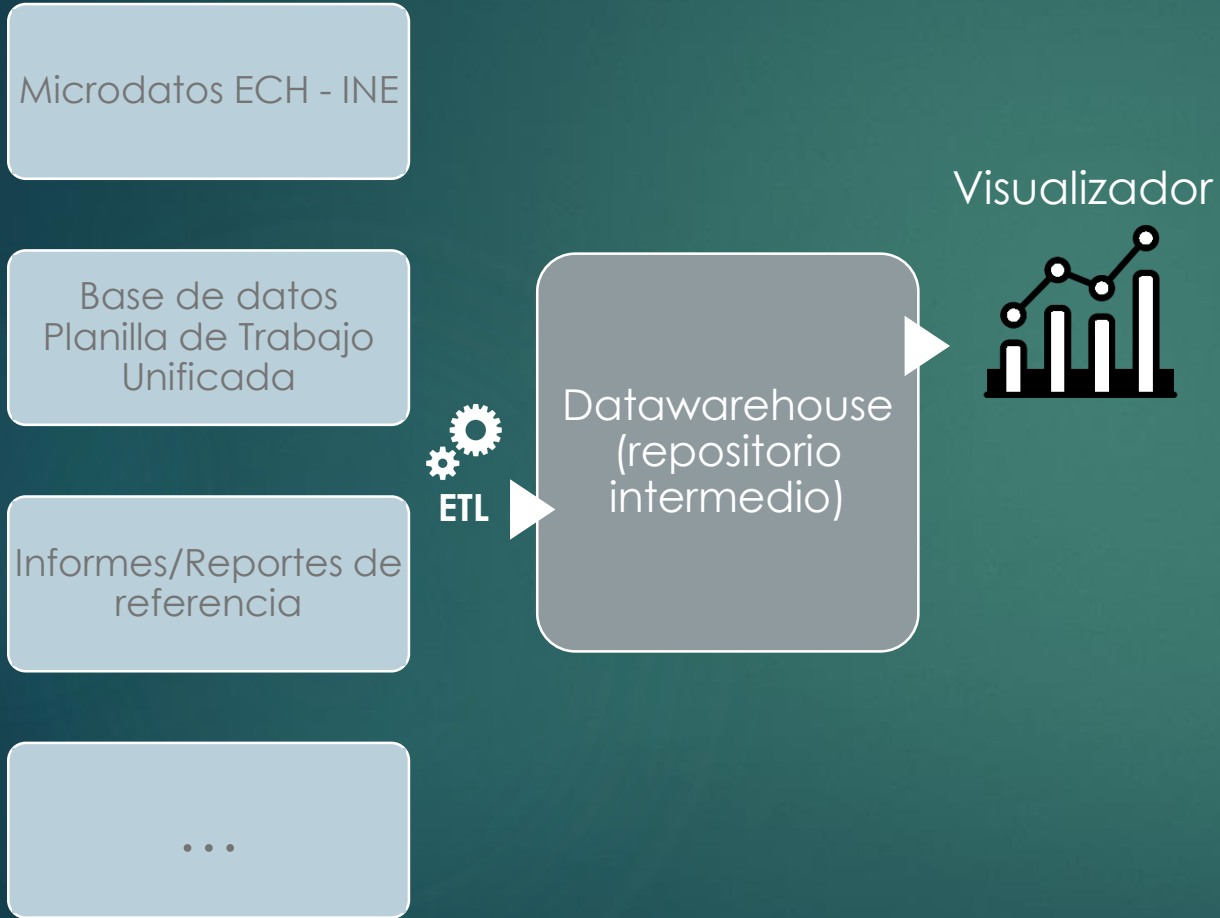 Microdatos ECH - INE
Base de datos
Planilla de Trabajo
Unificada
Informes/Reportes de
referencia
...
ETL
Datawarehouse
(repositorio
intermedio)
Visualizador